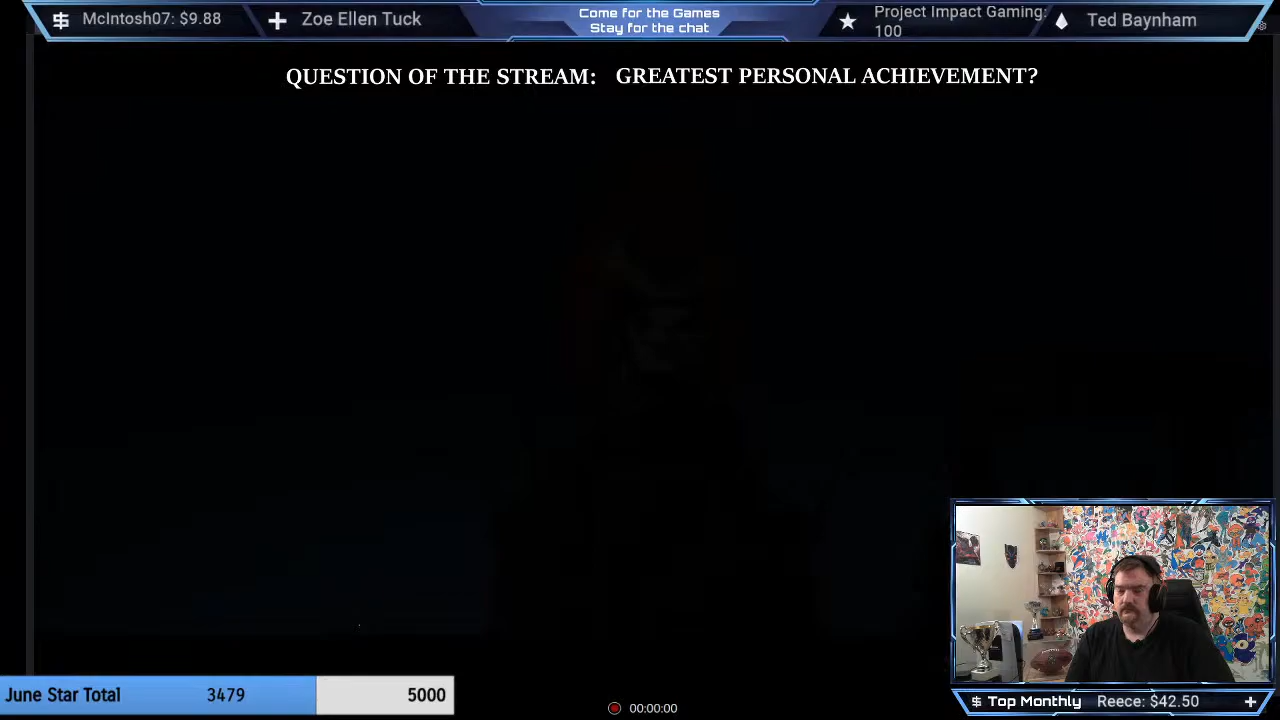 McIntosh07: $9.88
Zoe Ellen Tuck
Come for the Games
Stay for the chat
Project Impact Gaming:
100
Ted Baynham
QUESTION OF THE STREAM: GREATEST PERSONAL ACHIEVEMENT?
June Star Total 3479 5000
00:00:00
Top Monthly Reece: $42.50